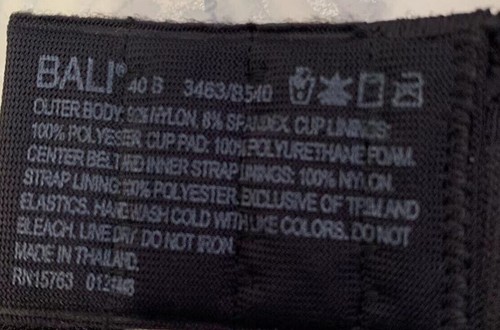 BALI® 40 B 3463/B540
OUTER BODY: NYLON, 8% SPANDEX. CUP LININGS:
100% POLYESER. CUP PAD: 100% POLYURETHANE FOAM.
CENTER BELT AND INNER STRAP LININGS: 100% NYLON.
STRAP LINING: 100% POLYESTER. EXCLUSIVE OF TRIM AND
ELASTICS. HAND WASH COLD WITH LIKE COLORS. DO NOT
BLEACH. LINE DRY. DO NOT IRON.
MADE IN THAILAND.
RN15763